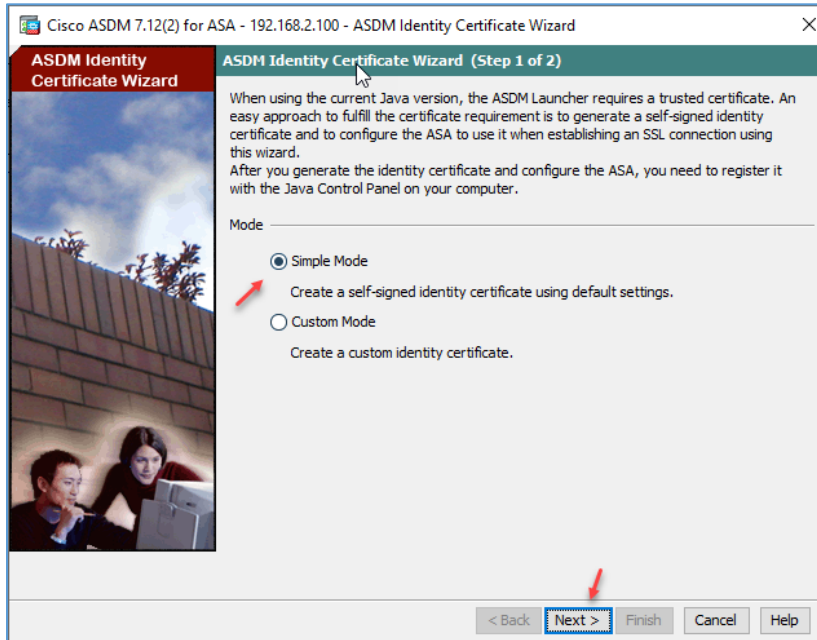 Cisco ASDM 7.12(2) for ASA - 192.168.2.100 - ASDM Identity Certificate Wizard
ASDM Identity
Certificate Wizard
ASDM Identity Certificate Wizard (Step 1 of 2)
When using the current Java version, the ASDM Launcher requires a trusted certificate. An
easy approach to fulfill the certificate requirement is to generate a self-signed identity
certificate and to configure the ASA to use it when establishing an SSL connection using
this wizard.
After you generate the identity certificate and configure the ASA, you need to register it
with the Java Control Panel on your computer.
Mode
Simple Mode
Create a self-signed identity certificate using default settings.
Custom Mode
Create a custom identity certificate.
< Back Next > Finish Cancel Help